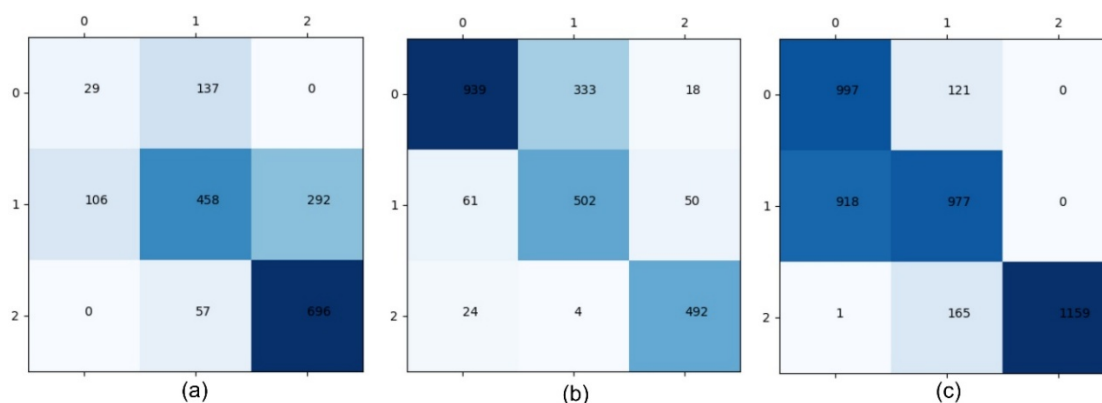 0 1 2
0 29 137 0
1 106 458 292
2 0 57 696
(a)
0 1 2
0 939 333 18
1 61 502 50
2 24 4 492
(b)
0 1 2
0 997 121 0
1 918 977 0
2 1 165 1159
(c)